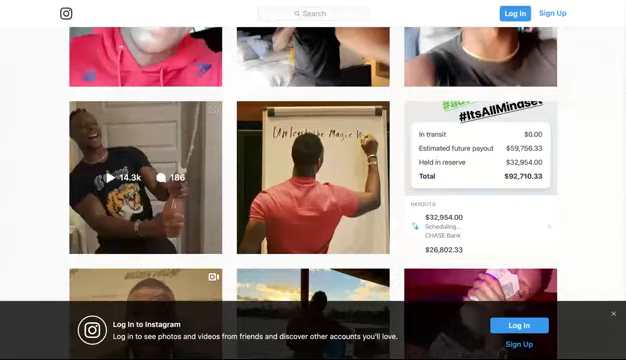 Search
Log In
Sign Up
14.3k
186
Unleash the Magic W
#ItsAllMindset
In transit $0.00
Estimated future payout $59,756.33
Held in reserve $32,954.00
Total $92,710.33
PAYOUTS
$32,954.00
Scheduling...
CHASE Bank
$26,802.33
Log In to Instagram
Log in to see photos and videos from friends and discover other accounts you'll love.
Log In
Sign Up